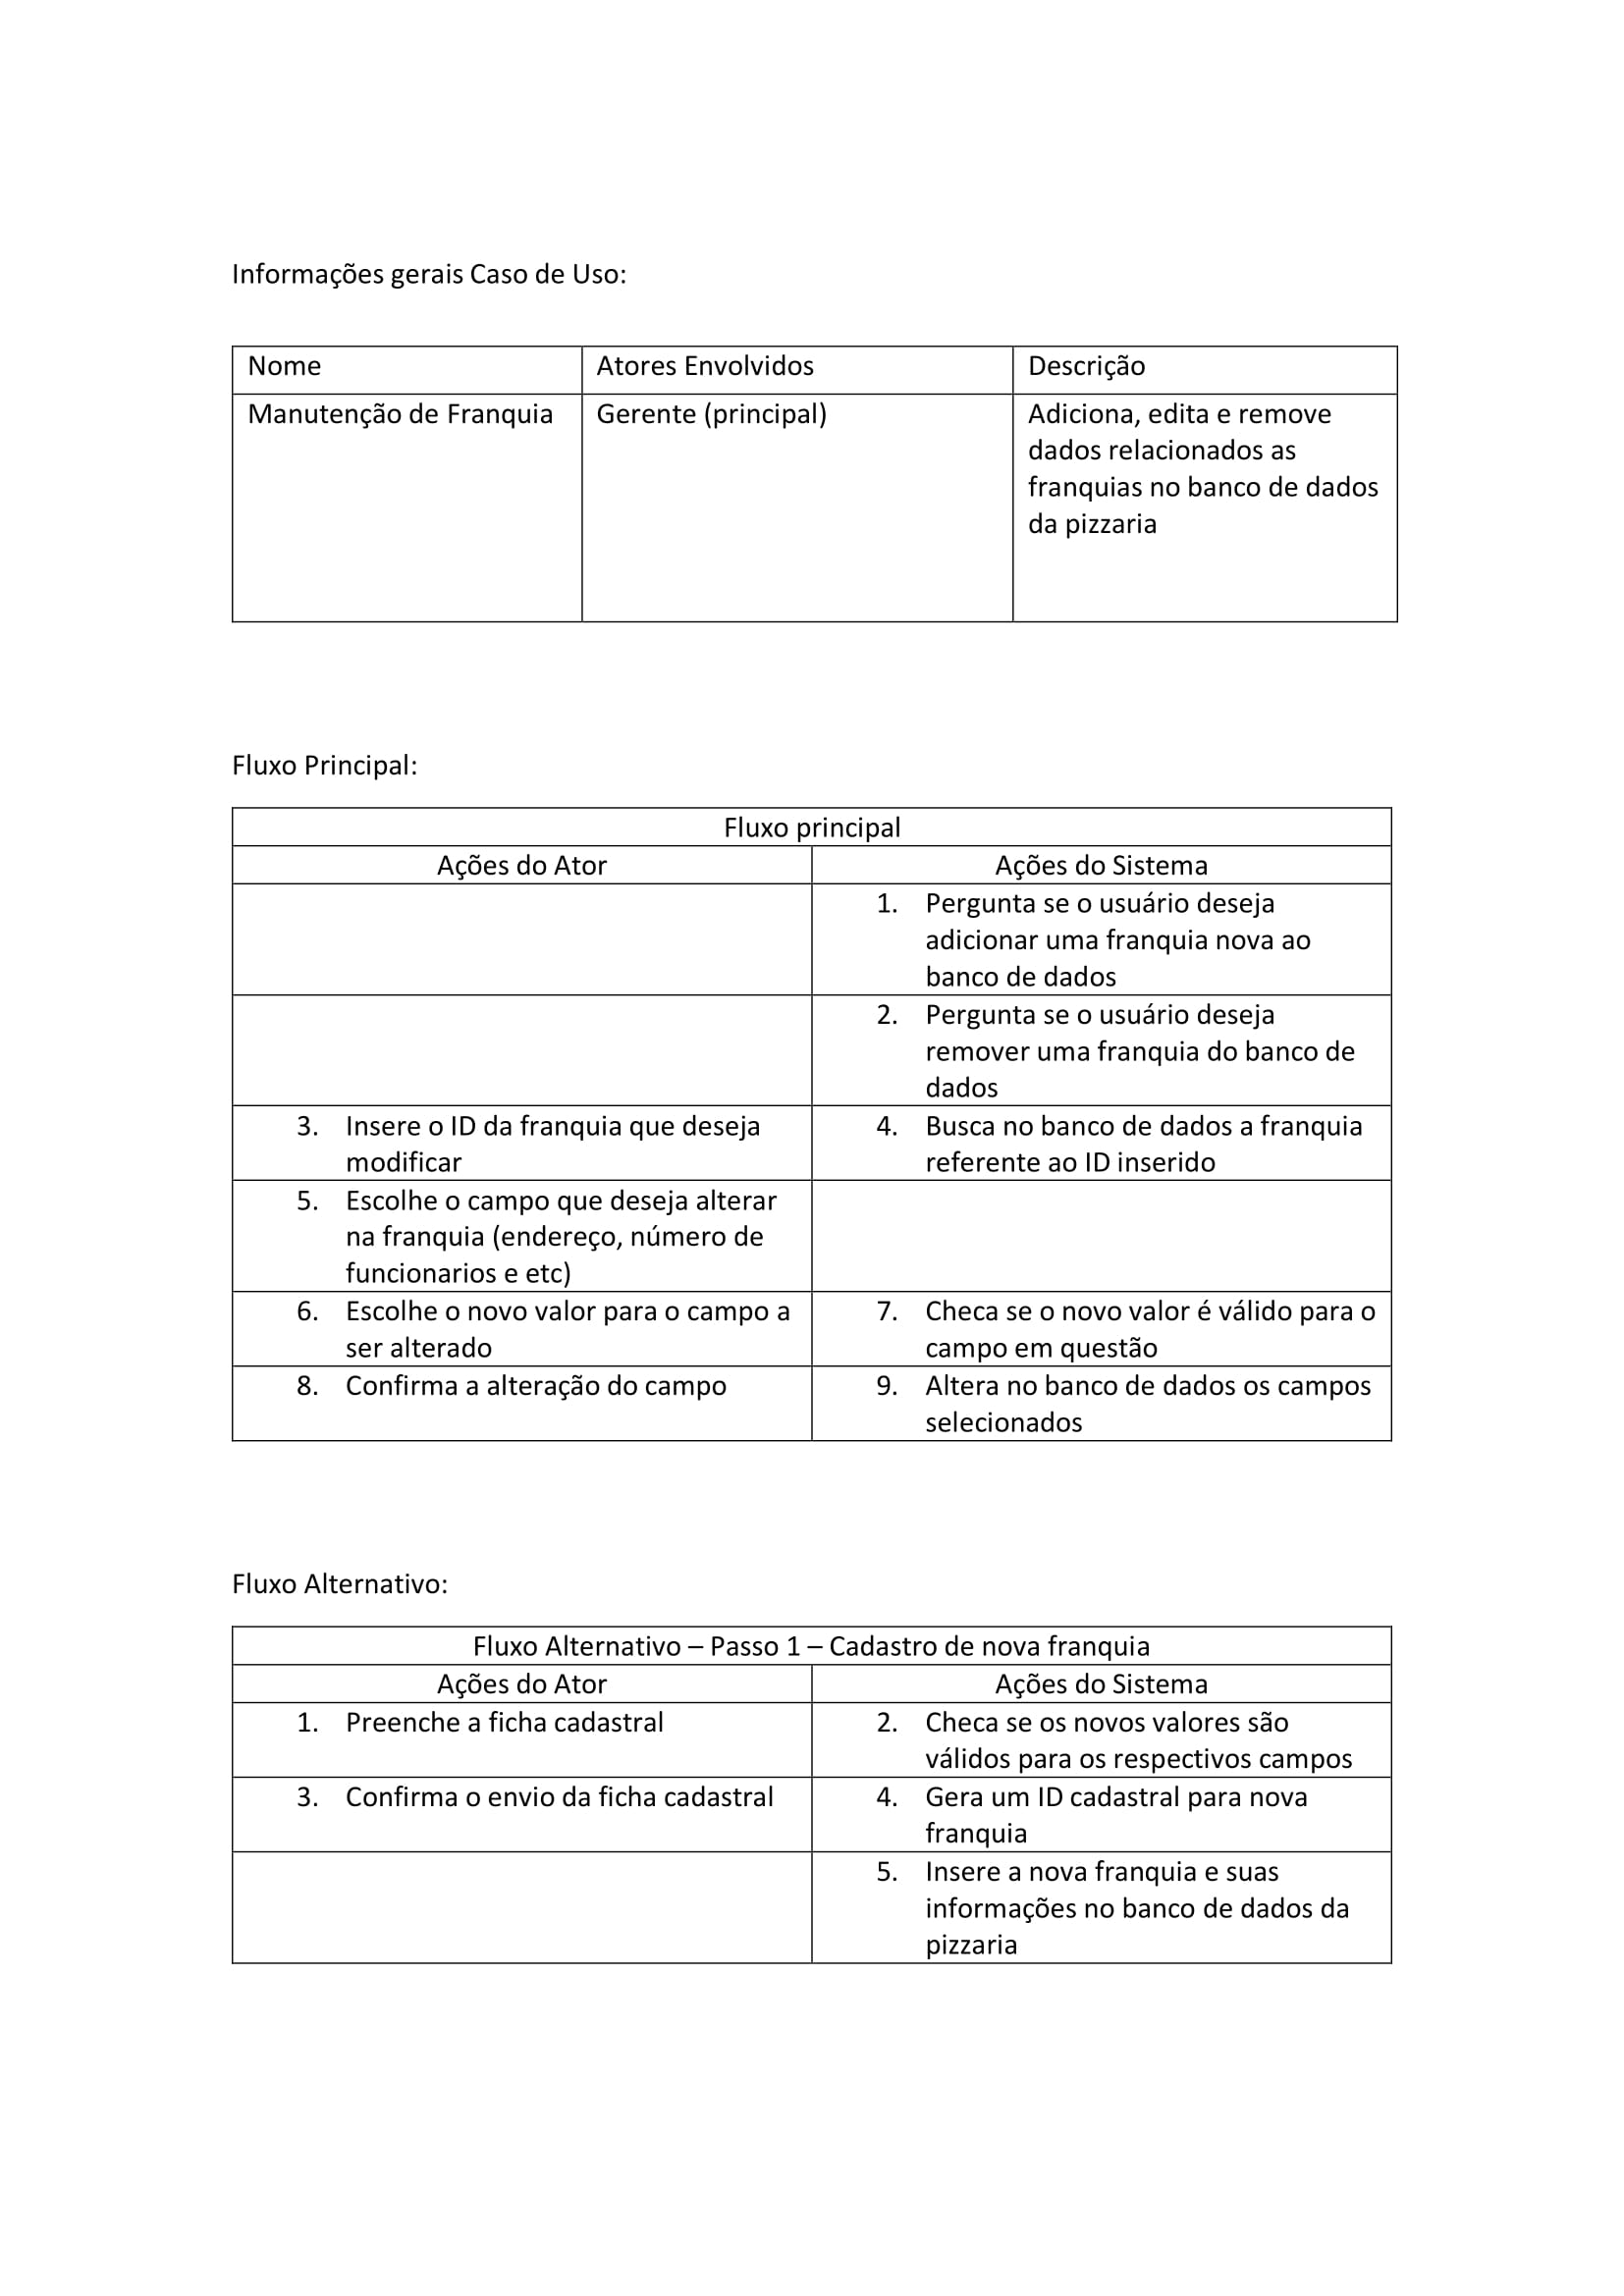 Informações gerais Caso de Uso:
Nome
Atores Envolvidos
Descrição
Manutenção de Franquia
Gerente (principal)
Adiciona, edita e remove
dados relacionados as
franquias no banco de dados
da pizzaria
Fluxo Principal:
Fluxo principal
Ações do Ator
Ações do Sistema
1. Pergunta se o usuário deseja
adicionar uma franquia nova ao
banco de dados
2. Pergunta se o usuário deseja
remover uma franquia do banco de
dados
3. Insere o ID da franquia que deseja
modificar
4. Busca no banco de dados a franquia
referente ao ID inserido
5. Escolhe o campo que deseja alterar
na franquia (endereço, número de
funcionarios e etc)
6. Escolhe o novo valor para o campo a
ser alterado
7. Checa se o novo valor é válido para o
campo em questão
8. Confirma a alteração do campo
9. Altera no banco de dados os campos
selecionados
Fluxo Alternativo:
Fluxo Alternativo – Passo 1 – Cadastro de nova franquia
Ações do Ator
Ações do Sistema
1. Preenche a ficha cadastral
2. Checa se os novos valores são
válidos para os respectivos campos
3. Confirma o envio da ficha cadastral
4. Gera um ID cadastral para nova
franquia
5. Insere a nova franquia e suas
informações no banco de dados da
pizzaria